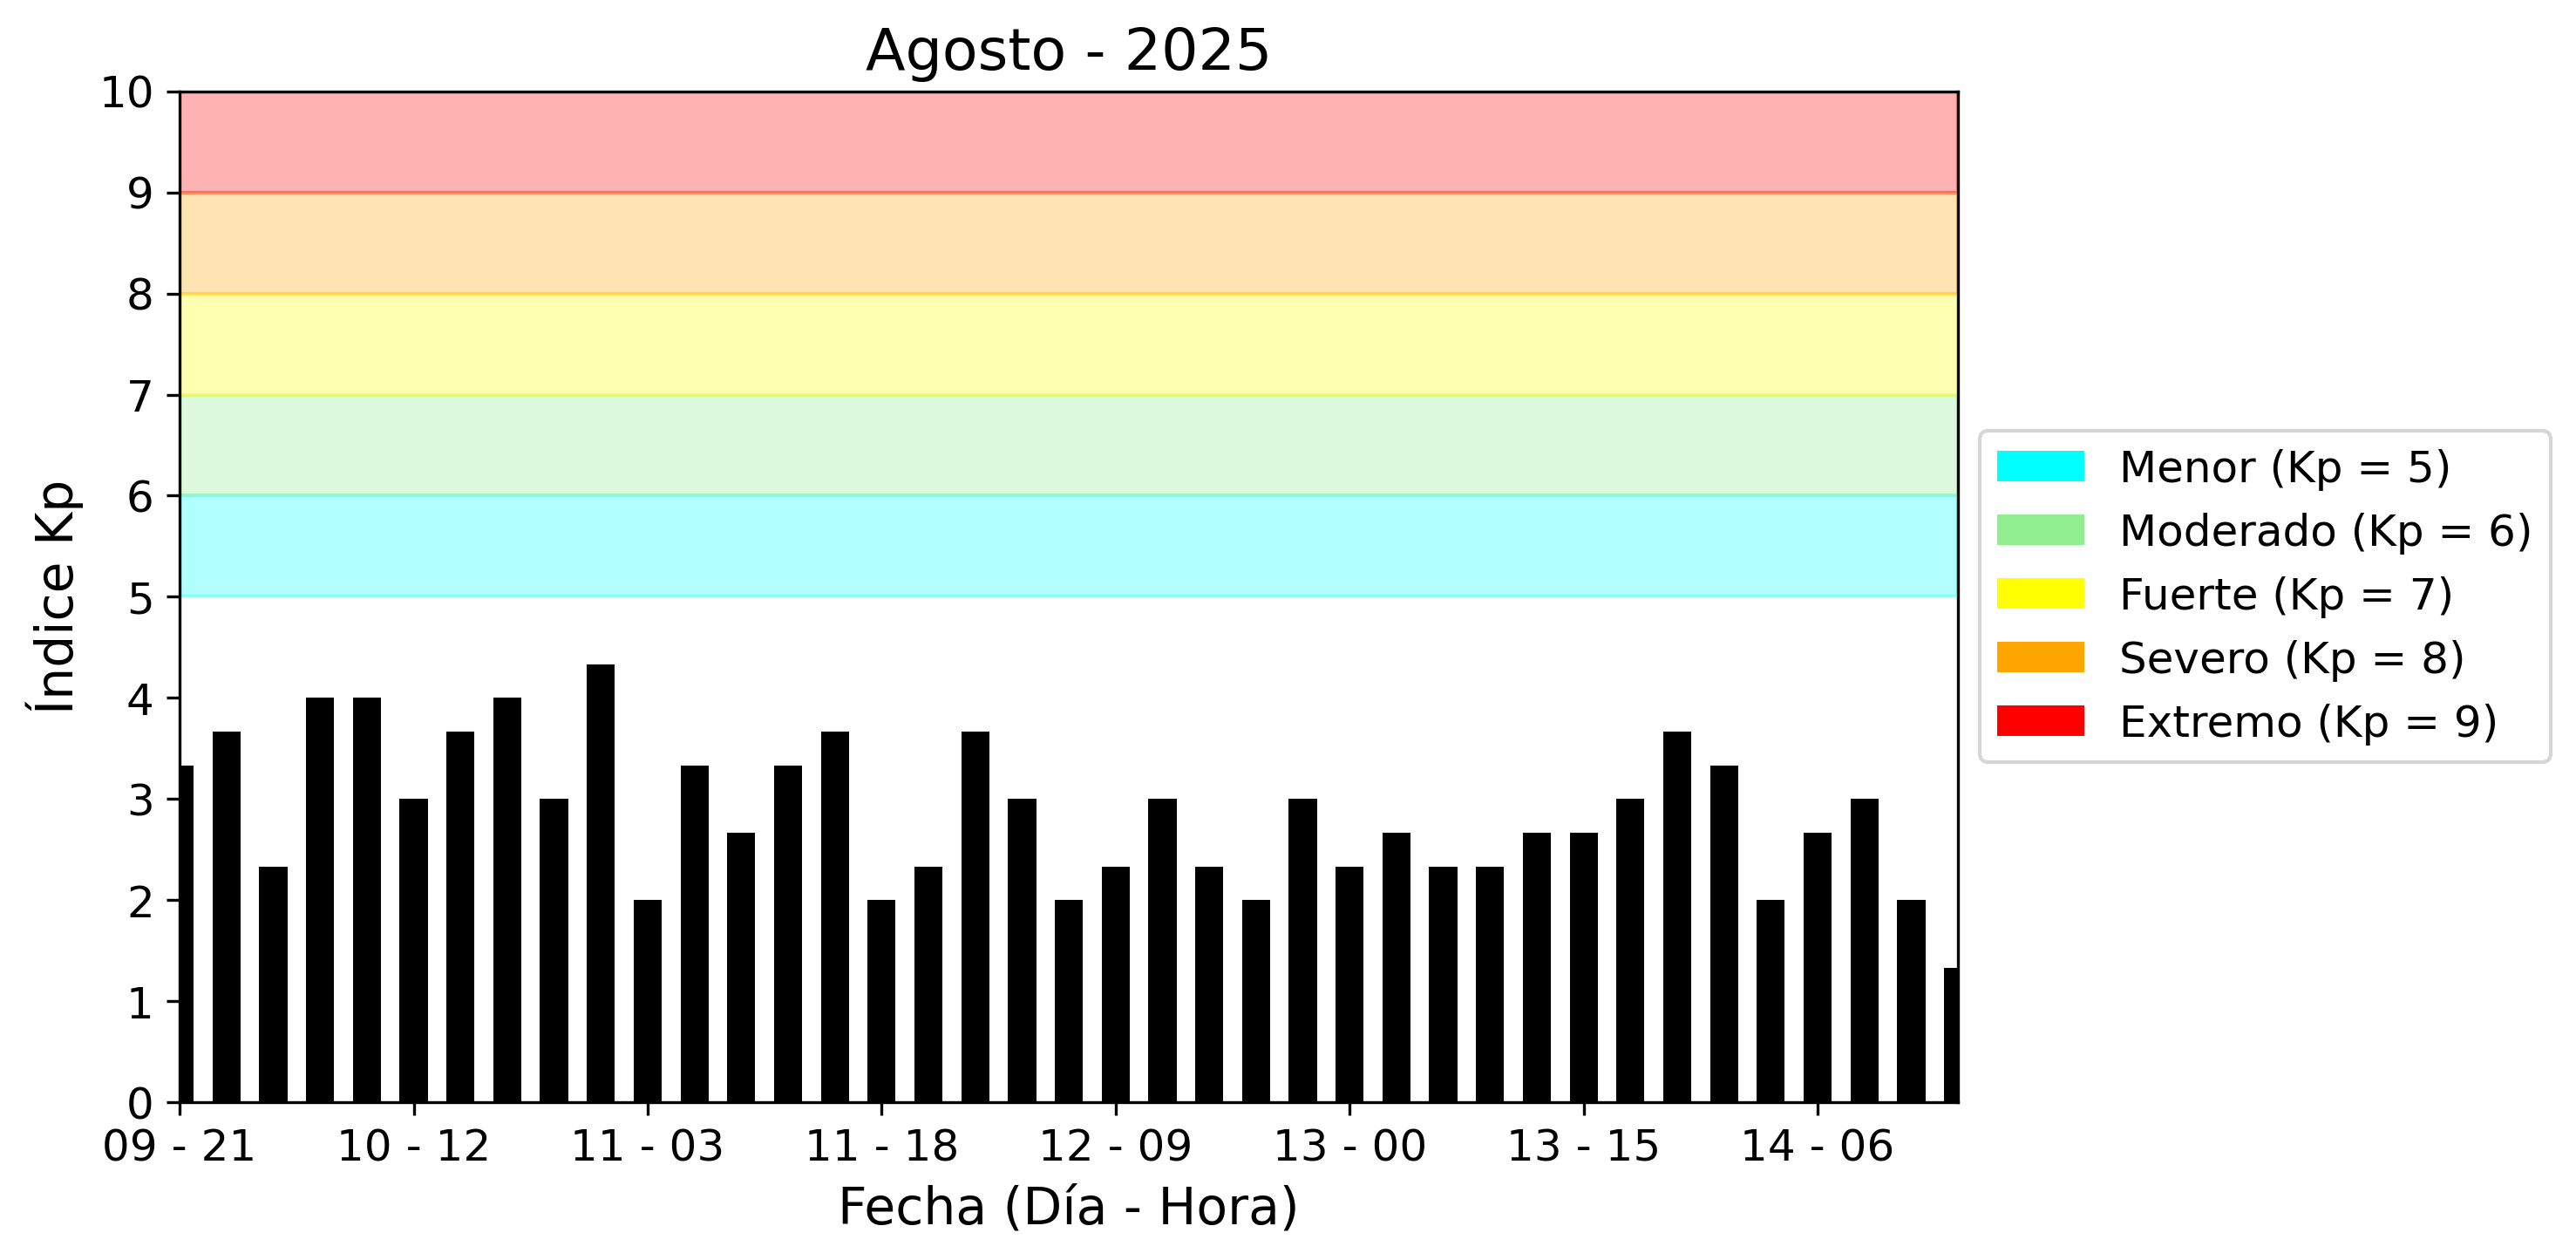 Agosto - 2025
10
9
8
7
6
5
4
3
2
1
0
Índice Kp
09 - 21
10 - 12
11 - 03
11 - 18
12 - 09
13 - 00
13 - 15
14 - 06
Fecha (Día - Hora)
Menor (Kp = 5)
Moderado (Kp = 6)
Fuerte (Kp = 7)
Severo (Kp = 8)
Extremo (Kp = 9)